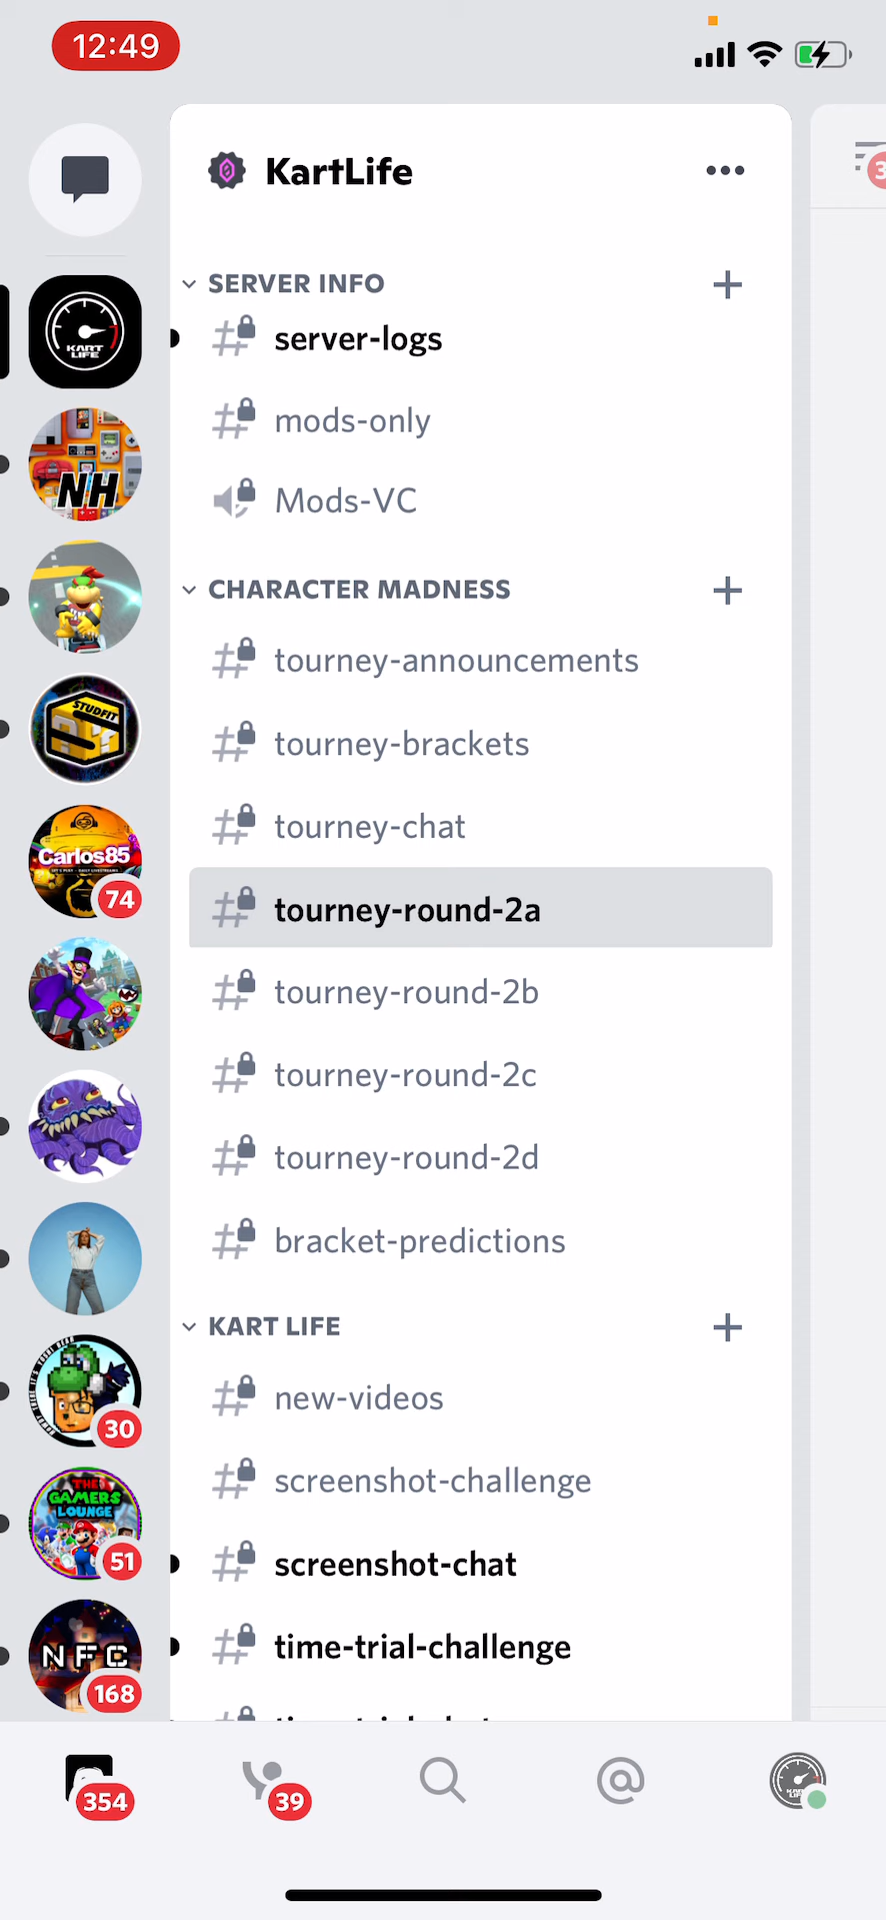 12:49
KartLife
3
SERVER INFO
server-logs
KART
LIFE
mods-only
NH
Mods-VC
CHARACTER MADNESS
tourney-announcements
STUDFIT
tourney-brackets
tourney-chat
Carlos85
74
tourney-round-2a
tourney-round-2b
tourney-round-2c
tourney-round-2d
bracket-predictions
KART LIFE
new-videos
30
screenshot-challenge
THE
GAMERS
LOUNGE
51
screenshot-chat
time-trial-challenge
NFC
168
354
39